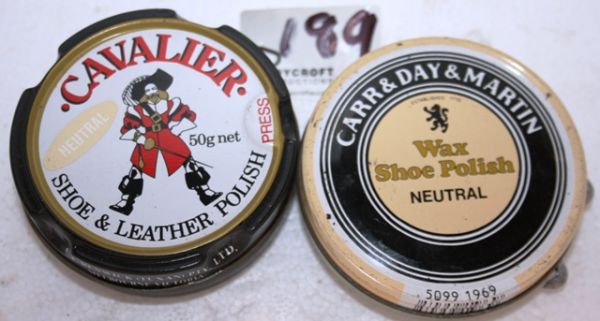 189
·CAVALIER·
NEUTRAL
50g net
PRESS
SHOE & LEATHER POLISH
CARR & DAY & MARTIN
Wax
Shoe Polish
NEUTRAL
5099 1969